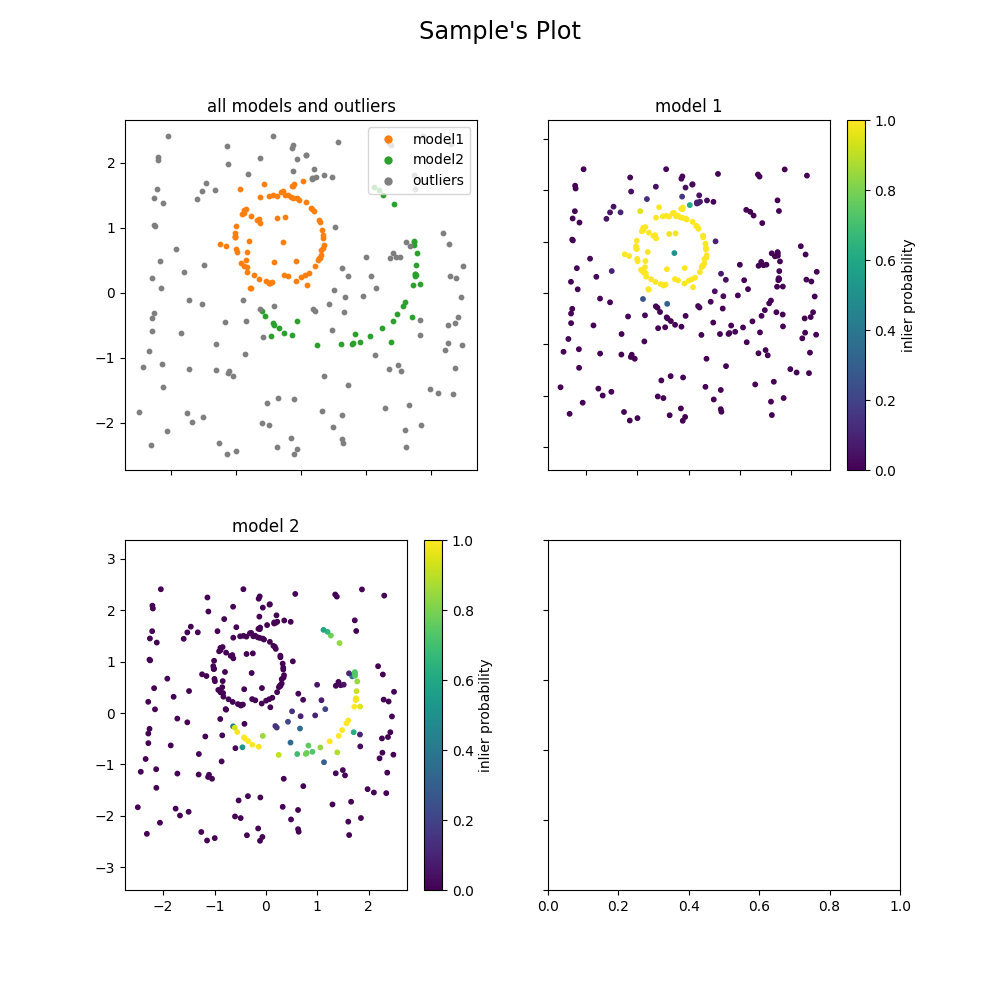 Sample's Plot
all models and outliers
model1
model2
outliers
2
1
0
−1
−2
model 1
1.0
0.8
0.6
0.4
0.2
0.0
inlier probability
model 2
3
2
1
0
−1
−2
−3
−2 −1 0 1 2
1.0
0.8
0.6
0.4
0.2
0.0
inlier probability
0.0 0.2 0.4 0.6 0.8 1.0